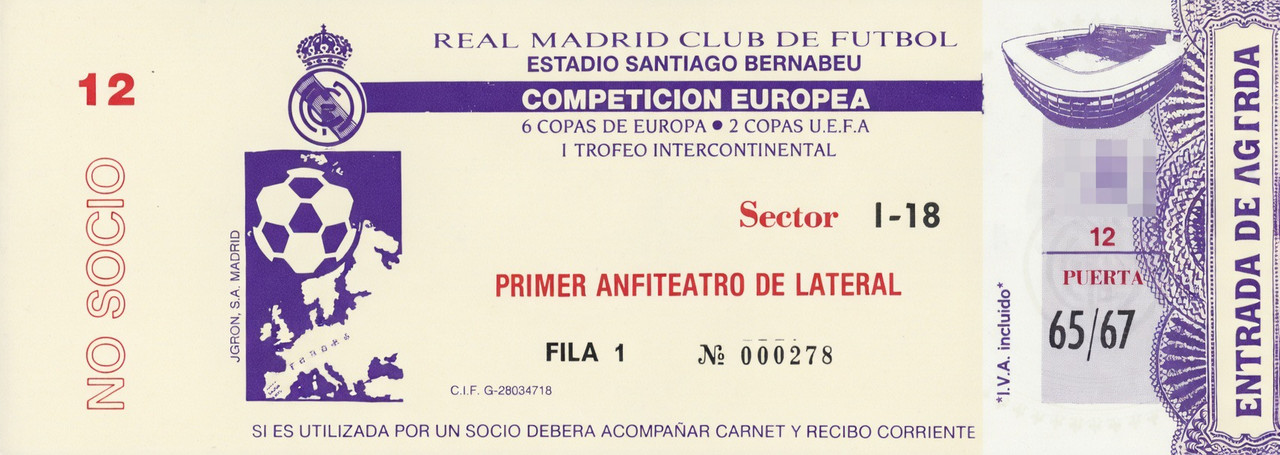 12
NO SOCIO
REAL MADRID CLUB DE FUTBOL
ESTADIO SANTIAGO BERNABEU
COMPETICION EUROPEA
6 COPAS DE EUROPA • 2 COPAS U.E.F.A
1 TROFEO INTERCONTINENTAL
Sector I-18
PRIMER ANFITEATRO DE LATERAL
FILA 1 № 000278
JGRON, S.A. MADRID
C.I.F. G-28034718
SI ES UTILIZADA POR UN SOCIO DEBERA ACOMPAÑAR CARNET Y RECIBO CORRIENTE
*I.V.A. incluido*
12
PUERTA
65/67
ENTRADA DE